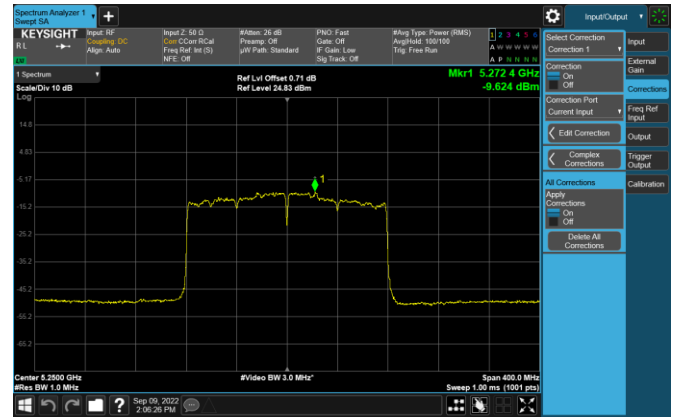 Spectrum Analyzer 1
Swept SA
Input/Output
KEYSIGHT
R L
LXI
Input: RF
Coupling: DC
Align: Auto
Input Z: 50 Ω
Corr CCorr RCal
Freq Ref: Int (S)
NFE: Off
#Atten: 26 dB
Preamp: Off
µW Path: Standard
PNO: Fast
Gate: Off
IF Gain: Low
Sig Track: Off
#Avg Type: Power (RMS)
Avg|Hold: 100/100
Trig: Free Run
1 2 3 4 5 6
A W W W W W
A P N N N N
1 Spectrum
Scale/Div 10 dB
Log
Ref Lvl Offset 0.71 dB
Ref Level 24.83 dBm
Mkr1 5.272 4 GHz
-9.624 dBm
14.8
4.83
-5.17
-15.2
-25.2
-35.2
-45.2
-55.2
-65.2
1
Center 5.2500 GHz
#Res BW 1.0 MHz
#Video BW 3.0 MHz*
Span 400.0 MHz
Sweep 1.00 ms (1001 pts)
Select Correction
Correction 1
Correction
On
Off
Correction Port
Current Input
Edit Correction
Complex
Corrections
All Corrections
Apply
Corrections
On
Off
Delete All
Corrections
Input
External
Gain
Corrections
Freq Ref
Input
Output
Trigger
Output
Calibration
Sep 09, 2022
2:06:26 PM